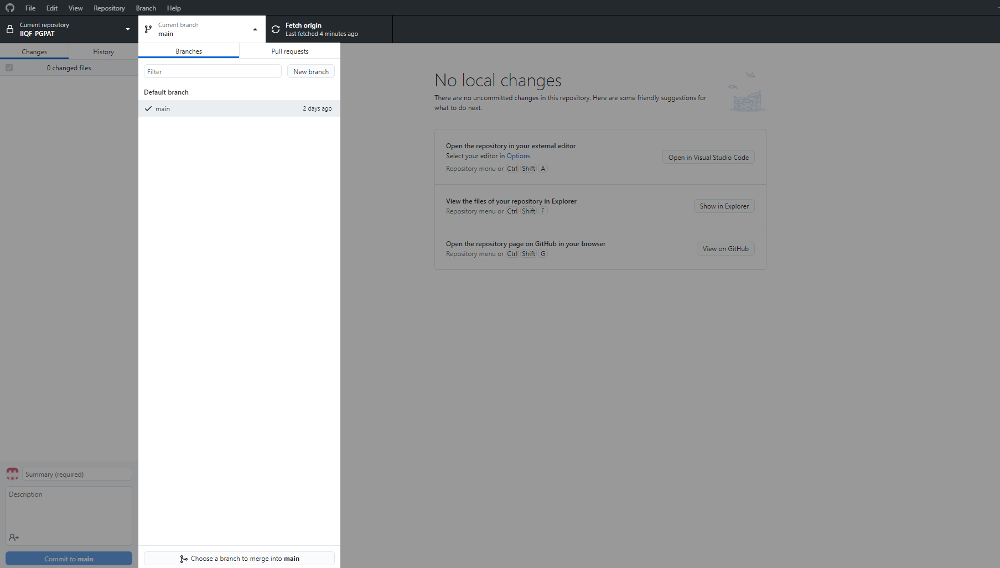 File Edit View Repository Branch Help
Current repository
IIQF-PGPAT
Current branch
main
Fetch origin
Last fetched 4 minutes ago
Changes History
0 changed files
Branches Pull requests
Filter New branch
Default branch
main 2 days ago
No local changes
There are no uncommitted changes in this repository. Here are some friendly suggestions for
what to do next.
Open the repository in your external editor
Select your editor in Options
Repository menu or Ctrl Shift A
Open in Visual Studio Code
View the files of your repository in Explorer
Repository menu or Ctrl Shift F
Show in Explorer
Open the repository page on GitHub in your browser
Repository menu or Ctrl Shift G
View on GitHub
Summary (required)
Description
Commit to main
Choose a branch to merge into main